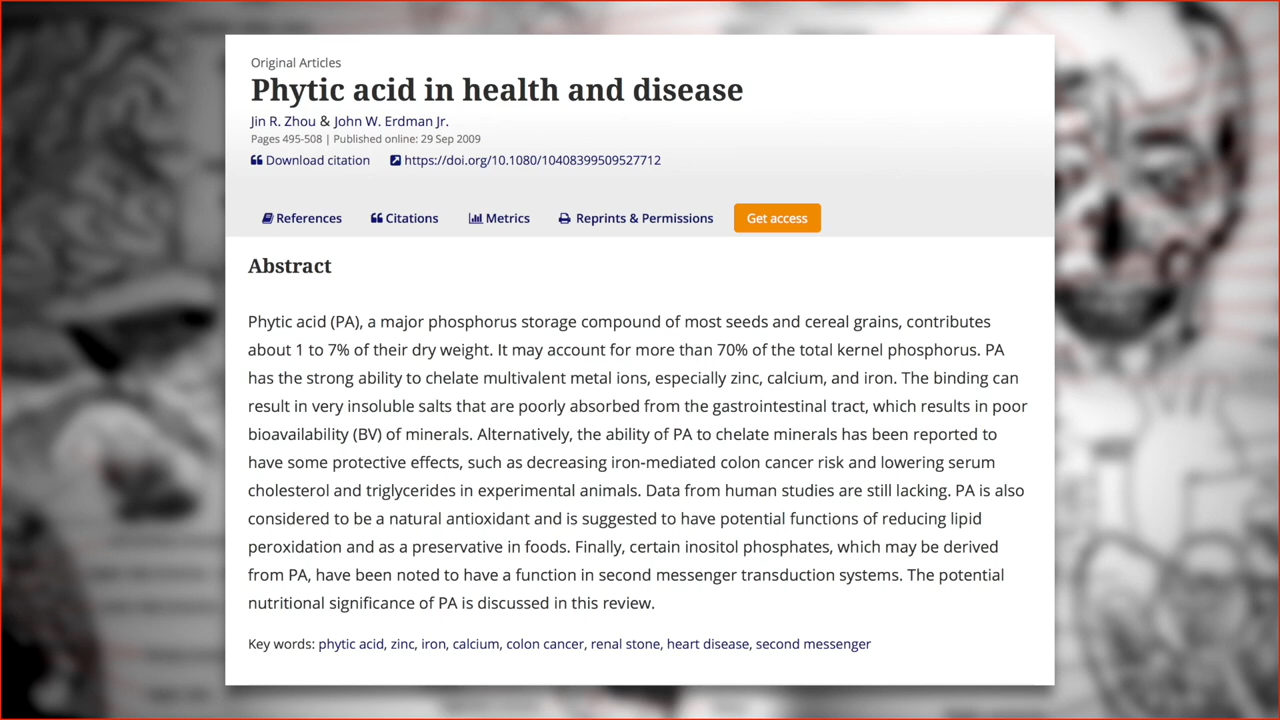 Original Articles
Phytic acid in health and disease
Jin R. Zhou & John W. Erdman Jr.
Pages 495-508 | Published online: 29 Sep 2009
Download citation https://doi.org/10.1080/10408399509527712
References Citations Metrics Reprints & Permissions Get access
Abstract
Phytic acid (PA), a major phosphorus storage compound of most seeds and cereal grains, contributes
about 1 to 7% of their dry weight. It may account for more than 70% of the total kernel phosphorus. PA
has the strong ability to chelate multivalent metal ions, especially zinc, calcium, and iron. The binding can
result in very insoluble salts that are poorly absorbed from the gastrointestinal tract, which results in poor
bioavailability (BV) of minerals. Alternatively, the ability of PA to chelate minerals has been reported to
have some protective effects, such as decreasing iron-mediated colon cancer risk and lowering serum
cholesterol and triglycerides in experimental animals. Data from human studies are still lacking. PA is also
considered to be a natural antioxidant and is suggested to have potential functions of reducing lipid
peroxidation and as a preservative in foods. Finally, certain inositol phosphates, which may be derived
from PA, have been noted to have a function in second messenger transduction systems. The potential
nutritional significance of PA is discussed in this review.
Key words: phytic acid, zinc, iron, calcium, colon cancer, renal stone, heart disease, second messenger